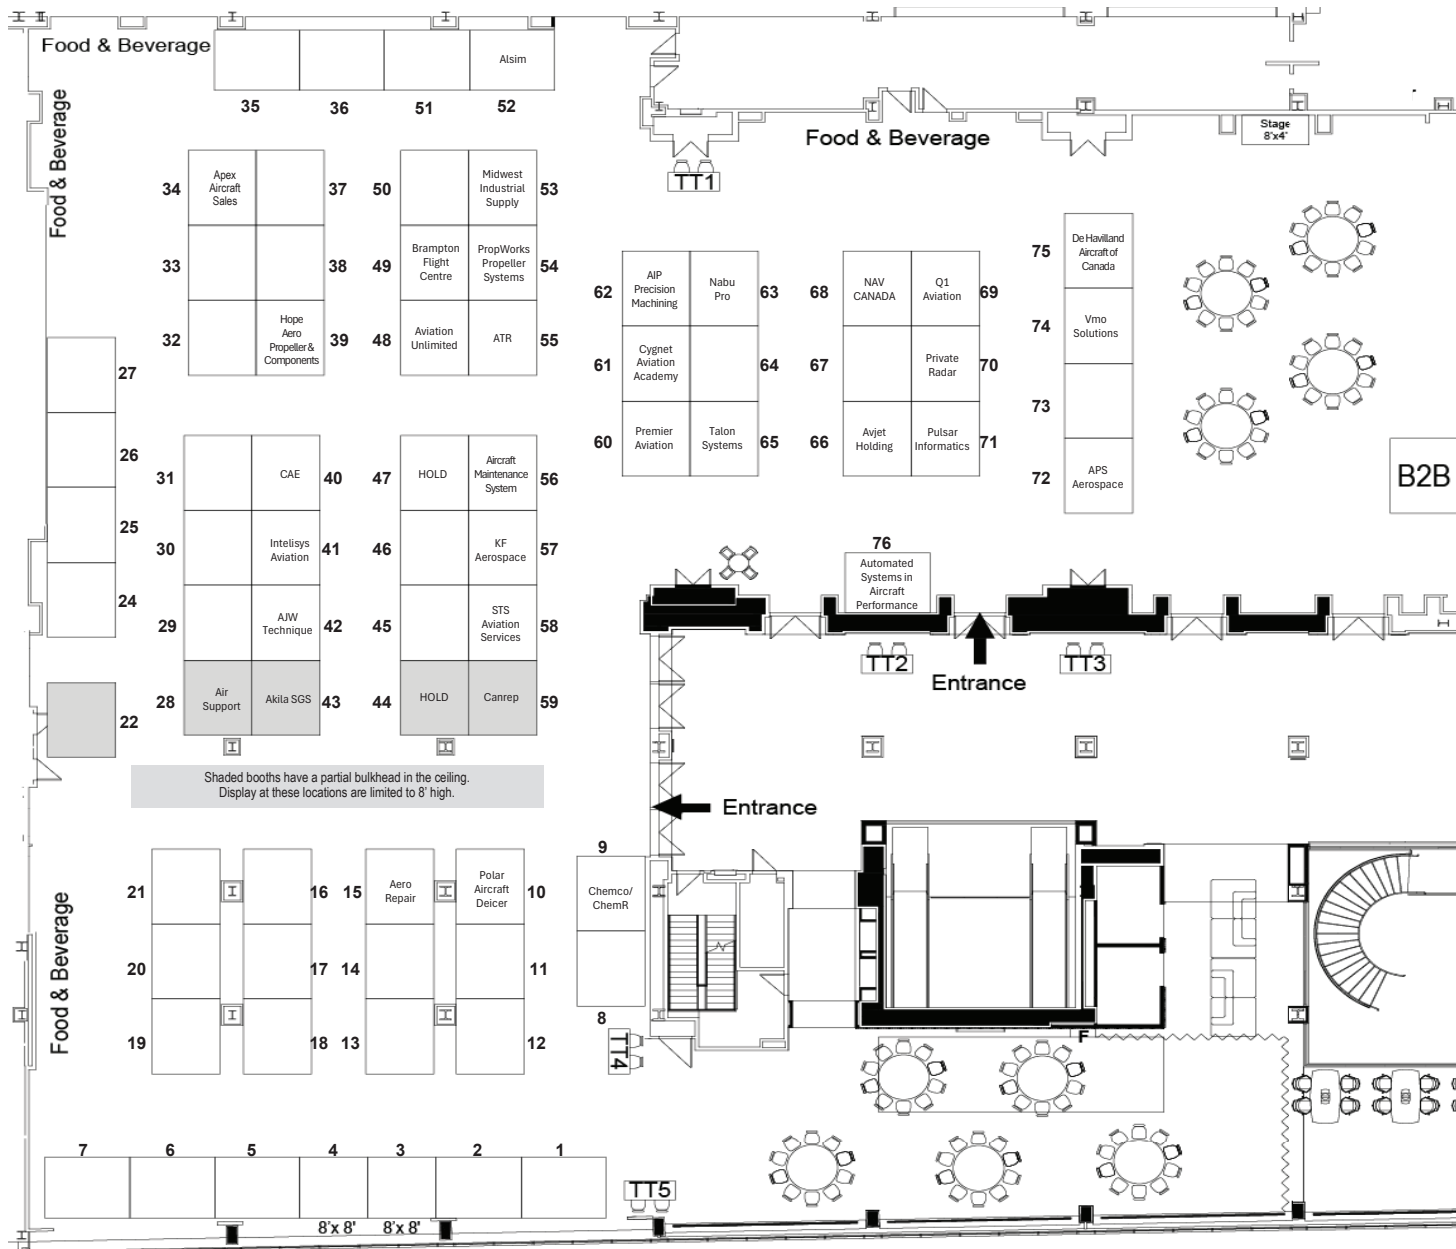 Food & Beverage
Alsim
35
36
51
52
Food & Beverage
Food & Beverage
Stage
8'x4'
TT1
34
Apex
Aircraft
Sales
37
50
Midwest
Industrial
Supply
53
33
38
49
Brampton
Flight
Centre
PropWorks
Propeller
Systems
54
32
Hope
Aero
Propeller &
Components
39
48
Aviation
Unlimited
ATR
55
62
AIP
Precision
Machining
Nabu
Pro
63
68
NAV
CANADA
Q1
Aviation
69
61
Cygnet
Aviation
Academy
64
67
Private
Radar
70
60
Premier
Aviation
Talon
Systems
65
66
Avjet
Holding
Pulsar
Informatics
71
75
De Havilland
Aircraft of
Canada
74
Vmo
Solutions
73
72
APS
Aerospace
B2B
27
26
25
24
22
31
CAE
40
47
HOLD
Aircraft
Maintenance
System
56
30
Intelisys
Aviation
41
46
KF
Aerospace
57
29
AJW
Technique
42
45
STS
Aviation
Services
58
28
Air
Support
Akila SGS
43
44
HOLD
Canrep
59
76
Automated
Systems in
Aircraft
Performance
TT2
TT3
Entrance
Entrance
Shaded booths have a partial bulkhead in the ceiling.
Display at these locations are limited to 8' high.
Food & Beverage
21
16
15
Aero
Repair
Polar
Aircraft
Deicer
10
20
17
14
11
19
18
13
12
9
Chemco/
ChemR
8
TT4
F
7
6
5
4
3
2
1
8'x 8'
8'x 8'
TT5